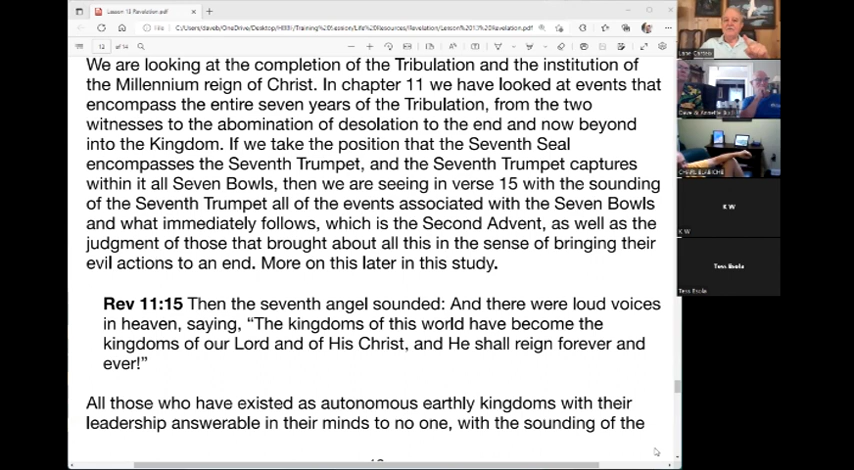 Lesson 13 Revelation.pdf
12 of 14
We are looking at the completion of the Tribulation and the institution of
the Millennium reign of Christ. In chapter 11 we have looked at events that
encompass the entire seven years of the Tribulation, from the two
witnesses to the abomination of desolation to the end and now beyond
into the Kingdom. If we take the position that the Seventh Seal
encompasses the Seventh Trumpet, and the Seventh Trumpet captures
within it all Seven Bowls, then we are seeing in verse 15 with the sounding
of the Seventh Trumpet all of the events associated with the Seven Bowls
and what immediately follows, which is the Second Advent, as well as the
judgment of those that brought about all this in the sense of bringing their
evil actions to an end. More on this later in this study.
Rev 11:15 Then the seventh angel sounded: And there were loud voices
in heaven, saying, “The kingdoms of this world have become the
kingdoms of our Lord and of His Christ, and He shall reign forever and
ever!”
All those who have existed as autonomous earthly kingdoms with their
leadership answerable in their minds to no one, with the sounding of the
K W
K W